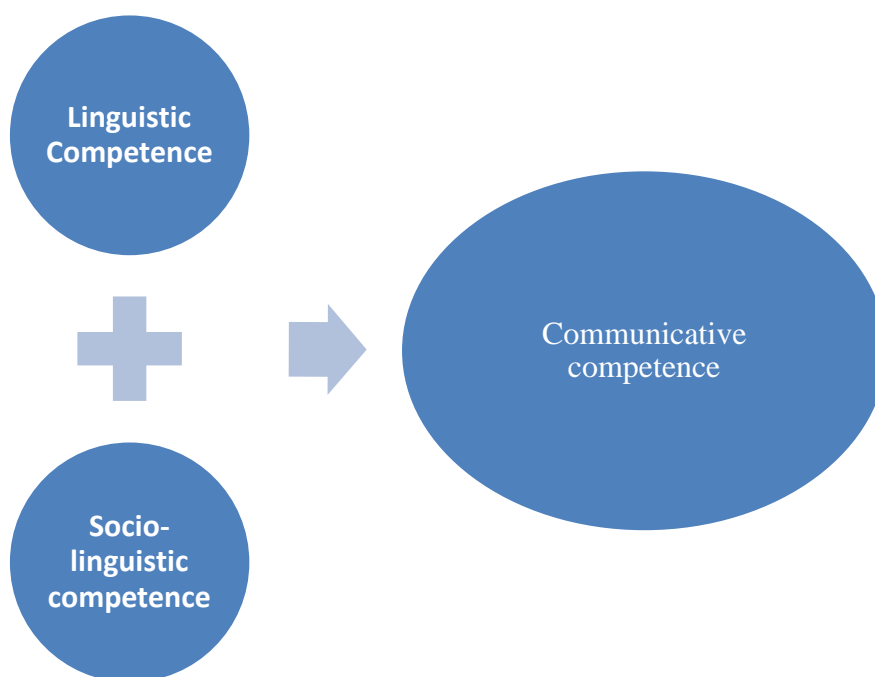 Linguistic
Competence
Socio-
linguistic
competence
Communicative
competence